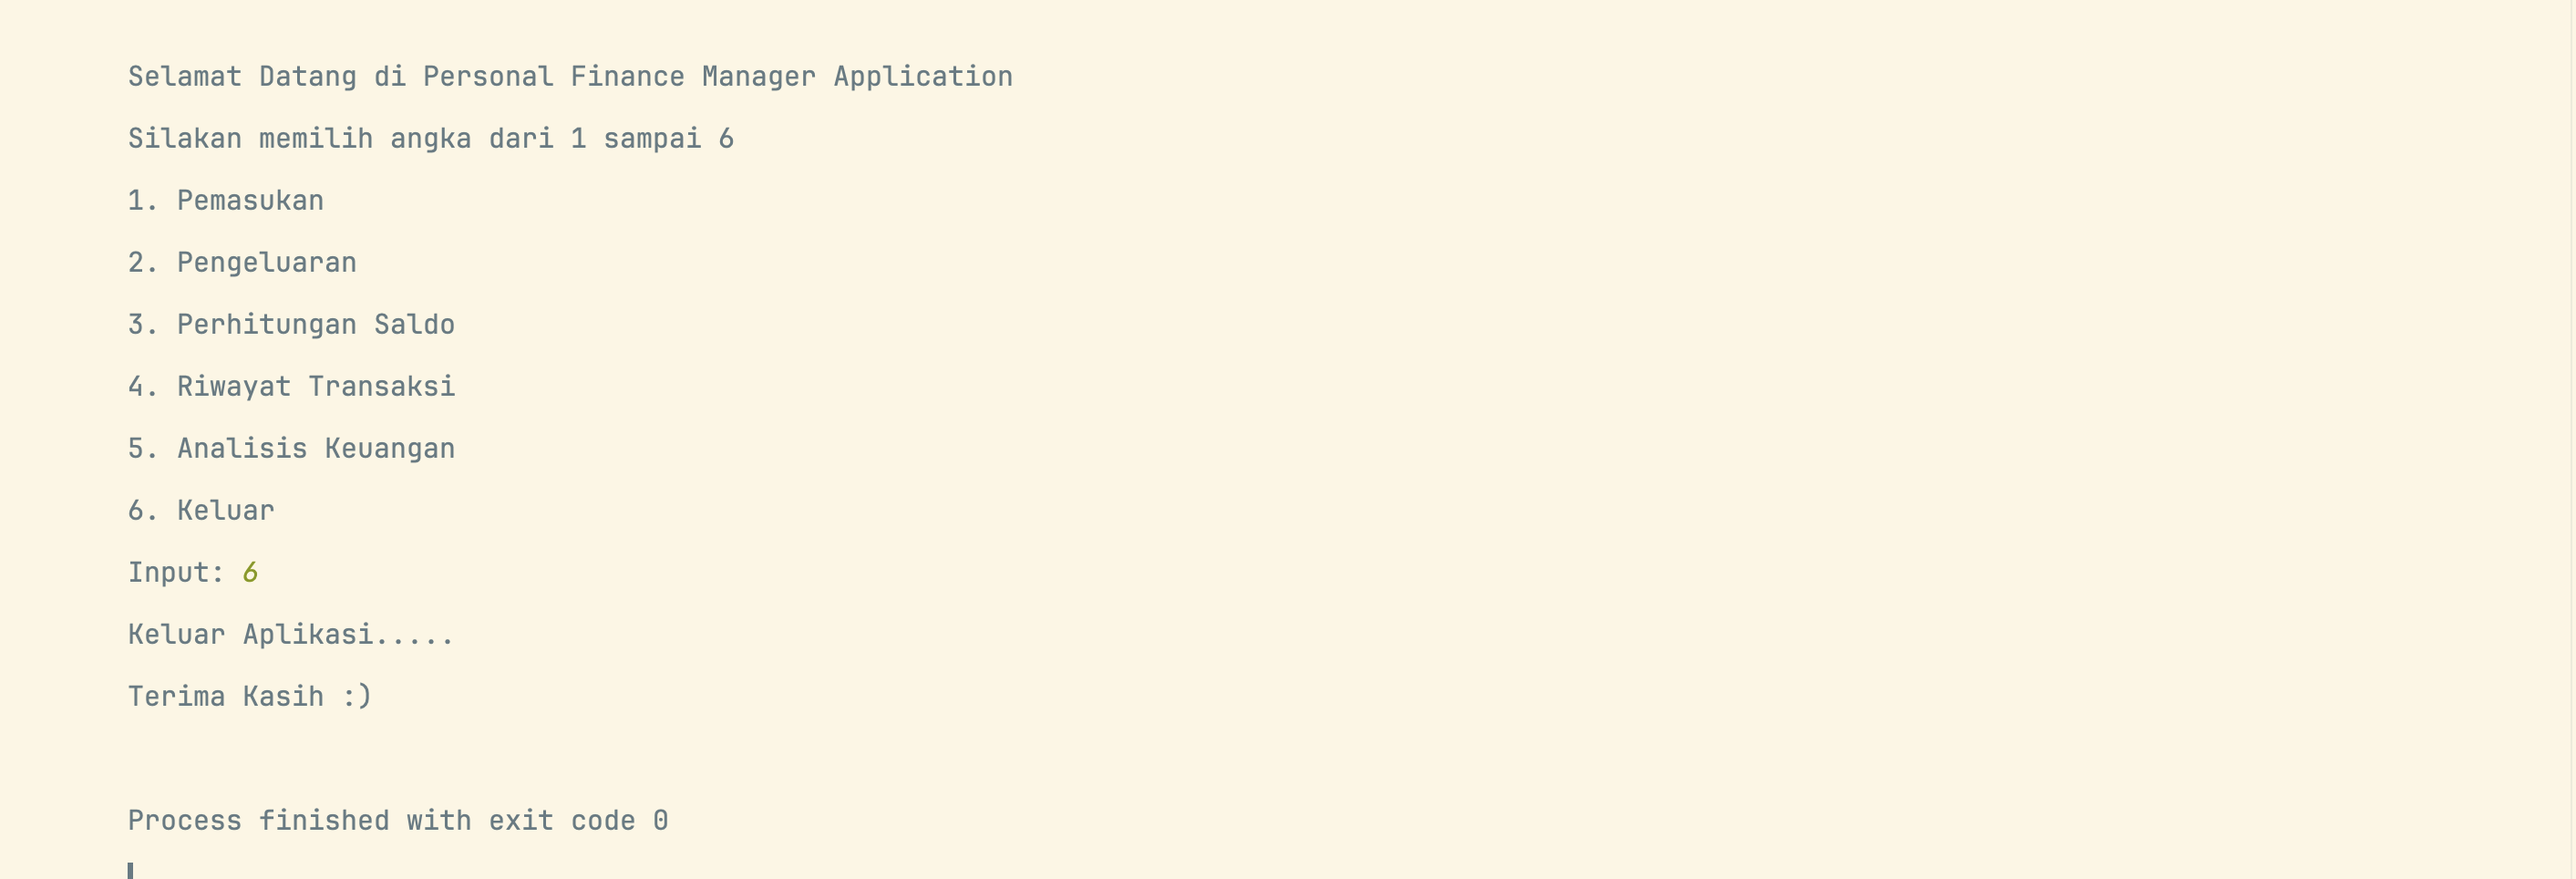 Selamat Datang di Personal Finance Manager Application
Silakan memilih angka dari 1 sampai 6
1. Pemasukan
2. Pengeluaran
3. Perhitungan Saldo
4. Riwayat Transaksi
5. Analisis Keuangan
6. Keluar
Input: 6
Keluar Aplikasi.....
Terima Kasih :)
Process finished with exit code 0